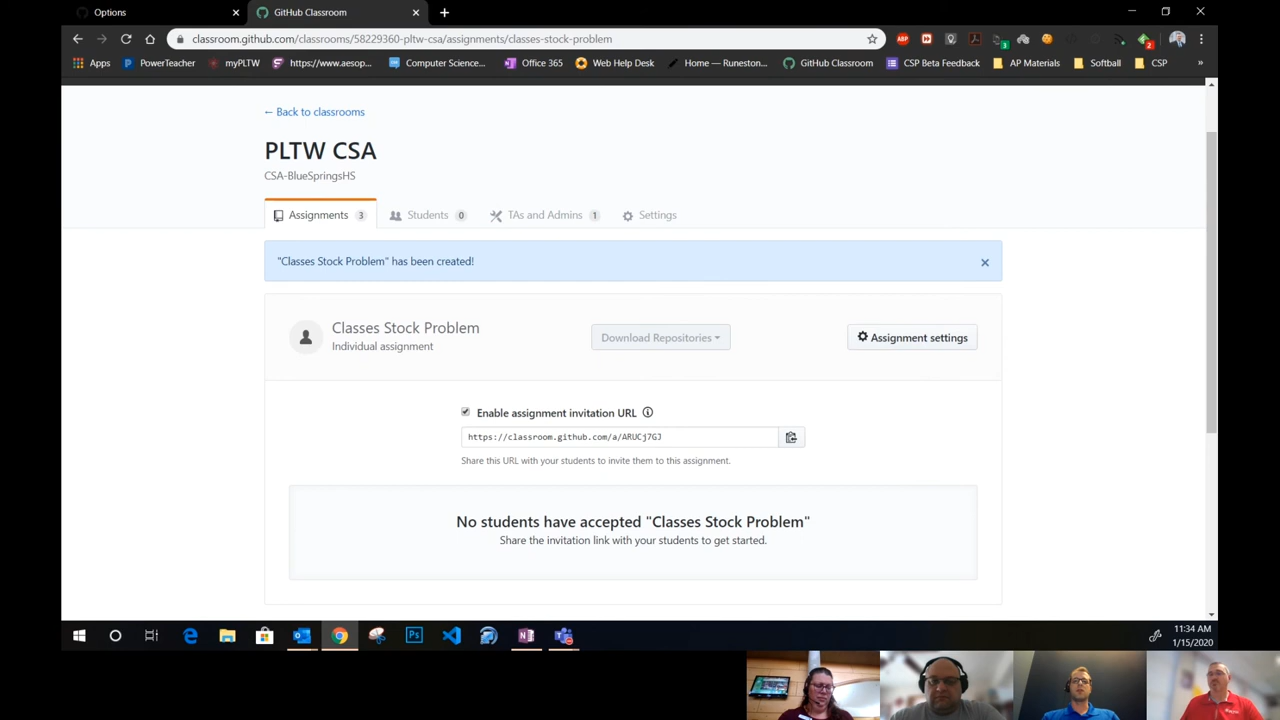 Options
GitHub Classroom
classroom.github.com/classrooms/58229360-pltw-csa/assignments/classes-stock-problem
Apps
PowerTeacher
myPLTW
https://www.aesop...
Computer Science...
Office 365
Web Help Desk
Home — Runeston...
GitHub Classroom
CSP Beta Feedback
AP Materials
Softball
CSP
← Back to classrooms
PLTW CSA
CSA-BlueSpringsHS
Assignments 3
Students 0
TAs and Admins 1
Settings
"Classes Stock Problem" has been created!
Classes Stock Problem
Individual assignment
Download Repositories
Assignment settings
Enable assignment invitation URL
https://classroom.github.com/a/ARUCj7GJ
Share this URL with your students to invite them to this assignment.
No students have accepted "Classes Stock Problem"
Share the invitation link with your students to get started.
11:34 AM
1/15/2020